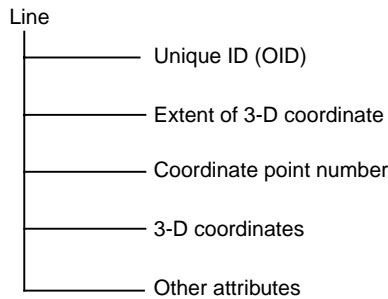 Line
Unique ID (OID)
Extent of 3-D coordinate
Coordinate point number
3-D coordinates
Other attributes